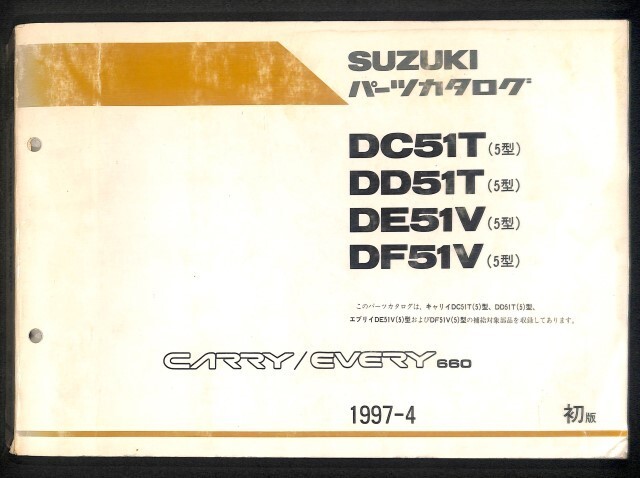 SUZUKI
パーツカタログ
DC51T(5型)
DD51T(5型)
DE51V(5型)
DF51V(5型)
このパーツカタログは、キャリイDC51T(5)型、DD51T(5)型、
エブリイDE51V(5)型およびDF51V(5)型の補給対象部品を収録してあります。
CARRY/EVERY 660
1997-4
初版